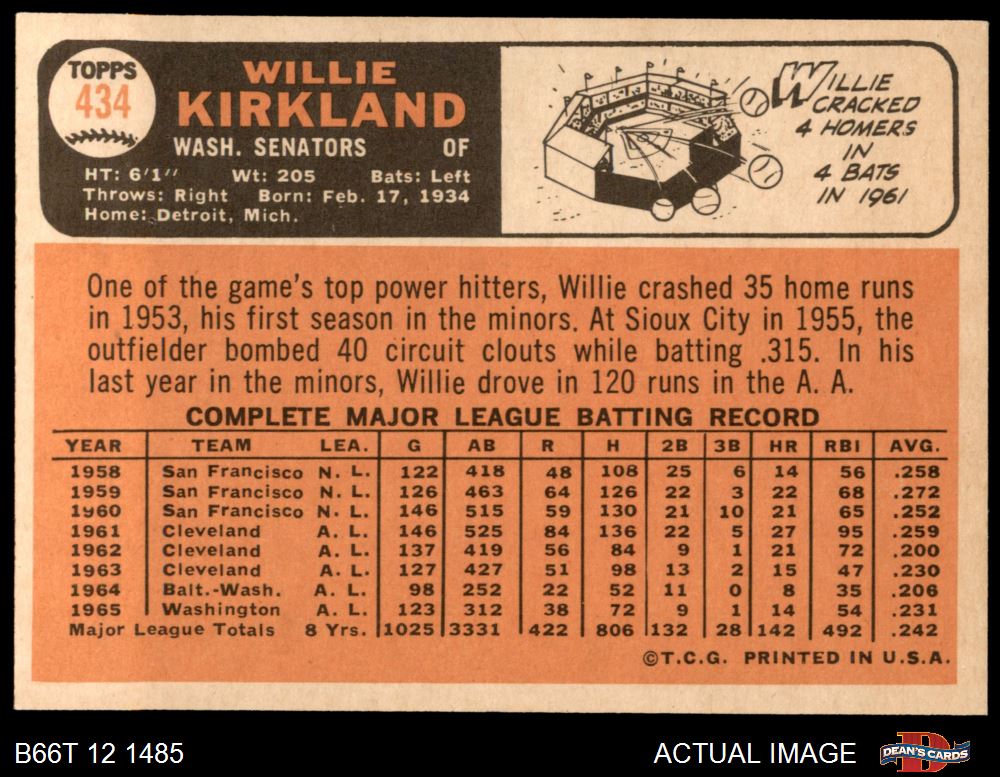 TOPPS
434
WILLIE
KIRKLAND
WASH. SENATORS OF
HT: 6'1" Wt: 205 Bats: Left
Throws: Right Born: Feb. 17, 1934
Home: Detroit, Mich.
WILLIE
CRACKED
4 HOMERS
IN
4 BATS
IN 1961
One of the game's top power hitters, Willie crashed 35 home runs
in 1953, his first season in the minors. At Sioux City in 1955, the
outfielder bombed 40 circuit clouts while batting .315. In his
last year in the minors, Willie drove in 120 runs in the A. A.
COMPLETE MAJOR LEAGUE BATTING RECORD
YEAR TEAM LEA. G AB R H 2B 3B HR RBI AVG.
1958 San Francisco N. L. 122 418 48 108 25 6 14 56 .258
1959 San Francisco N. L. 126 463 64 126 22 3 22 68 .272
1960 San Francisco N. L. 146 515 59 130 21 10 21 65 .252
1961 Cleveland A. L. 146 525 84 136 22 5 27 95 .259
1962 Cleveland A. L. 137 419 56 84 9 1 21 72 .200
1963 Cleveland A. L. 127 427 51 98 13 2 15 47 .230
1964 Balt.-Wash. A. L. 98 252 22 52 11 0 8 35 .206
1965 Washington A. L. 123 312 38 72 9 1 14 54 .231
Major League Totals 8 Yrs. 1025 3331 422 806 132 28 142 492 .242
©T.C.G. PRINTED IN U.S.A.
B66T 12 1485 ACTUAL IMAGE DEAN'S CARDS